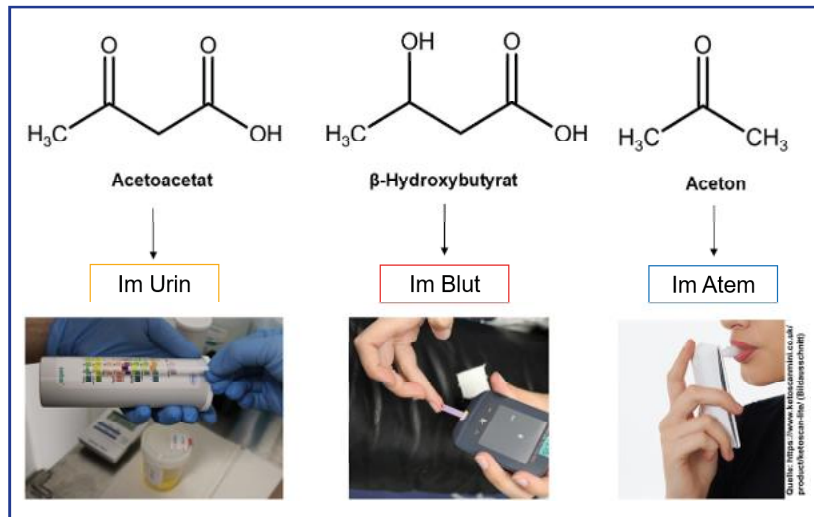 O O
H₃C OH
Acetoacetat
Im Urin
OH O
H₃C OH
β-Hydroxybutyrat
Im Blut
O
H₃C CH₃
Aceton
Im Atem
Quelle: https://www.ketoscanmini.co.uk/
product/ketoscan-lite/ (Bildausschnitt)